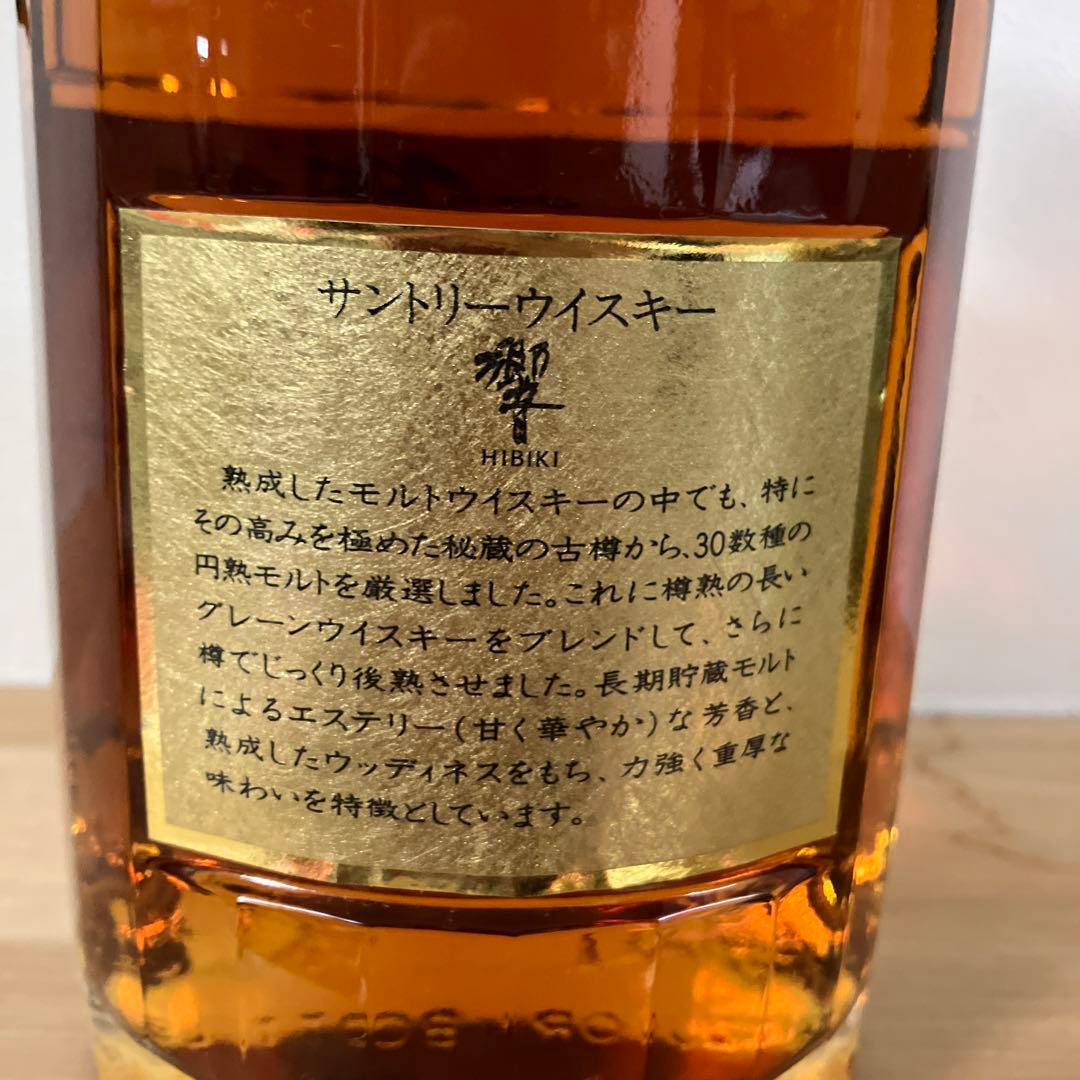 サントリーウイスキー
響
HIBIKI
熟成したモルトウイスキーの中でも、特に
その高みを極めた秘蔵の古樽から、30数種の
円熟モルトを厳選しました。これに樽熟の長い
グレーンウイスキーをブレンドして、さらに
樽でじっくり後熟させました。長期貯蔵モルト
によるエステリー(甘く華やか)な芳香と、
熟成したウッディネスをもち、力強く重厚な
味わいを特徴としています。